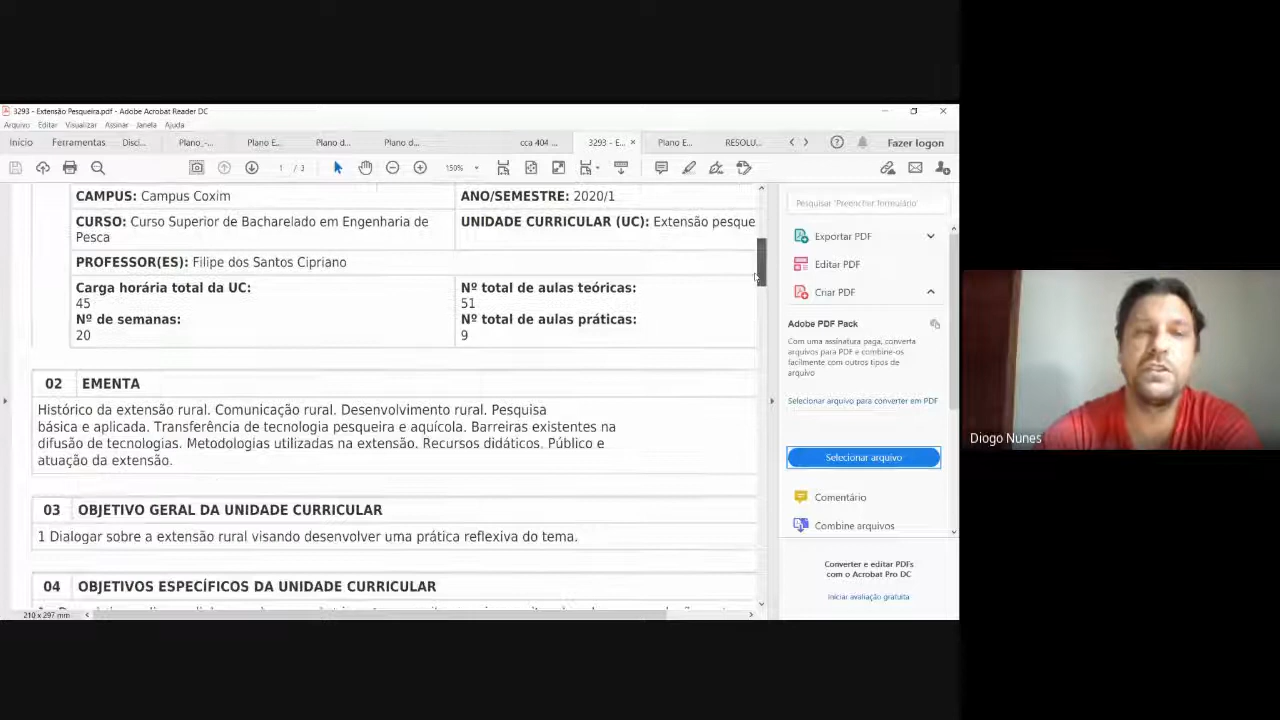 3293 - Extensão Pesqueira.pdf - Adobe Acrobat Reader DC
Arquivo Editar Visualizar Assinar Janela Ajuda
Início Ferramentas Disci... Plano_-... Plano E... Plano d... Plano d... cca 404 ... 3293 - E... × Plano E... RESOLU... Fazer logon
1 / 3 150%
CAMPUS: Campus Coxim ANO/SEMESTRE: 2020/1
CURSO: Curso Superior de Bacharelado em Engenharia de UNIDADE CURRICULAR (UC): Extensão pesque
Pesca
PROFESSOR(ES): Filipe dos Santos Cipriano
Carga horária total da UC: Nº total de aulas teóricas:
45 51
Nº de semanas: Nº total de aulas práticas:
20 9
02 EMENTA
Histórico da extensão rural. Comunicação rural. Desenvolvimento rural. Pesquisa
básica e aplicada. Transferência de tecnologia pesqueira e aquícola. Barreiras existentes na
difusão de tecnologias. Metodologias utilizadas na extensão. Recursos didáticos. Público e
atuação da extensão.
03 OBJETIVO GERAL DA UNIDADE CURRICULAR
1 Dialogar sobre a extensão rural visando desenvolver uma prática reflexiva do tema.
04 OBJETIVOS ESPECÍFICOS DA UNIDADE CURRICULAR
210 x 297 mm
Pesquisar 'Preencher formulário'
Exportar PDF
Editar PDF
Criar PDF
Adobe PDF Pack
Com uma assinatura paga, converta
arquivos para PDF e combine-os
facilmente com outros tipos de
arquivo
Selecionar arquivo para converter em PDF
Selecionar arquivo
Comentário
Combine arquivos
Converter e editar PDFs
com o Acrobat Pro DC
Iniciar avaliação gratuita
Diogo Nunes